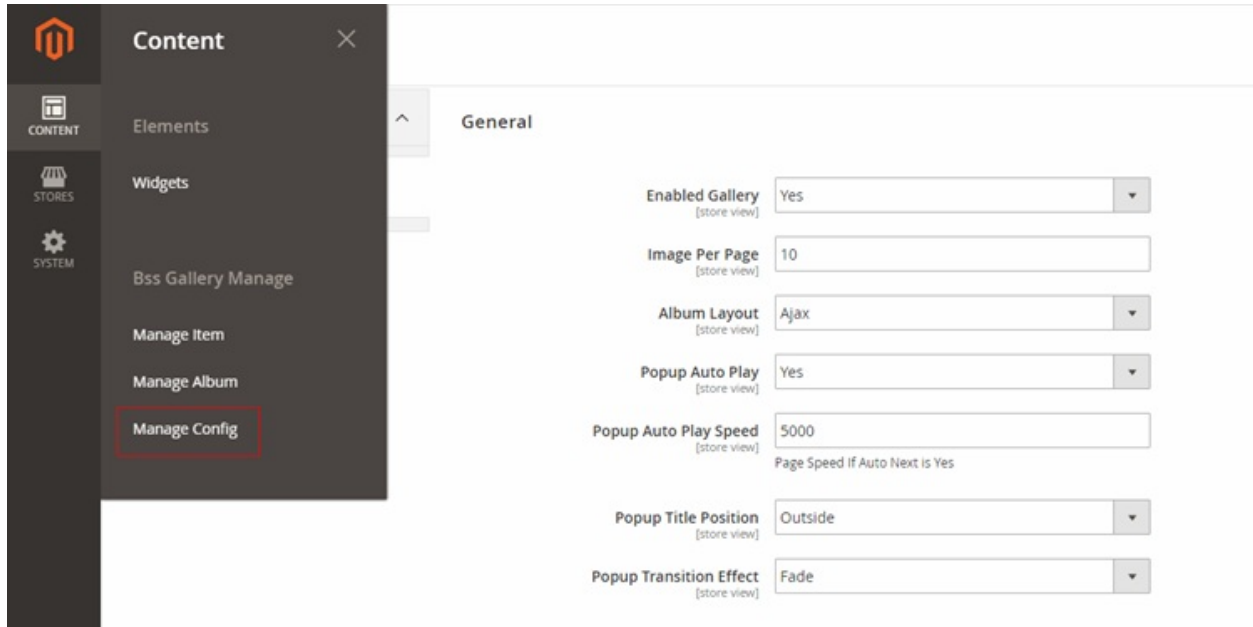 CONTENT
STORES
SYSTEM
Content
Elements
Widgets
Bss Gallery Manage
Manage Item
Manage Album
Manage Config
General
Enabled Gallery
[store view]
Yes
Image Per Page
[store view]
10
Album Layout
[store view]
Ajax
Popup Auto Play
[store view]
Yes
Popup Auto Play Speed
[store view]
5000
Page Speed If Auto Next is Yes
Popup Title Position
[store view]
Outside
Popup Transition Effect
[store view]
Fade